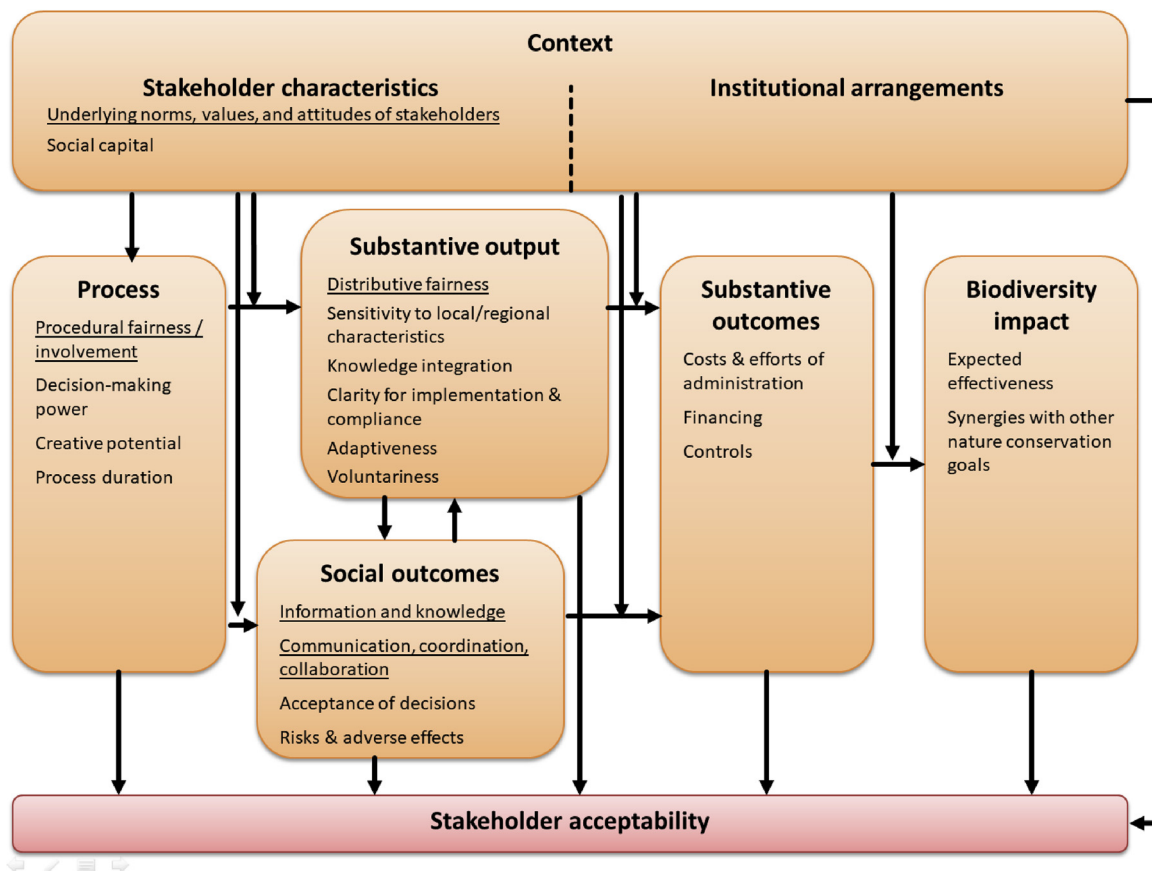 Context
Stakeholder characteristics
Institutional arrangements
Underlying norms, values, and attitudes of stakeholders
Social capital
Process
Procedural fairness /
involvement
Decision-making
power
Creative potential
Process duration
Substantive output
Distributive fairness
Sensitivity to local/regional
characteristics
Knowledge integration
Clarity for implementation &
compliance
Adaptiveness
Voluntariness
Social outcomes
Information and knowledge
Communication, coordination,
collaboration
Acceptance of decisions
Risks & adverse effects
Substantive
outcomes
Costs & efforts of
administration
Financing
Controls
Biodiversity
impact
Expected
effectiveness
Synergies with other
nature conservation
goals
Stakeholder acceptability